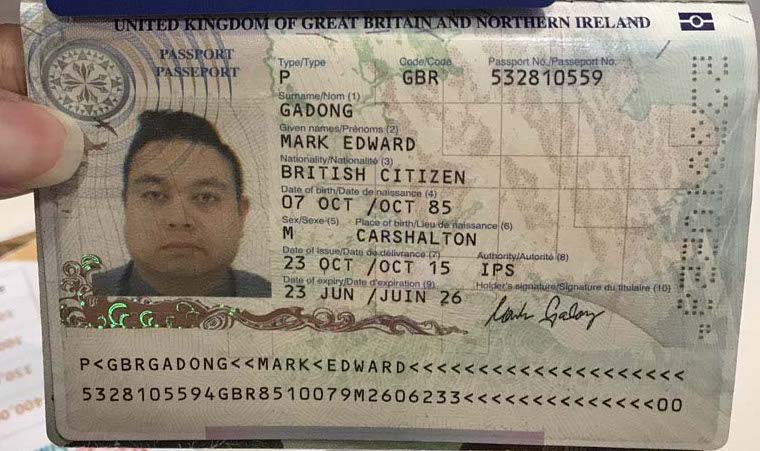 UNITED KINGDOM OF GREAT BRITAIN AND NORTHERN IRELAND
PASSPORT
PASSEPORT
Type/Type Code/Code Passport No./Passeport No.
P GBR 532810559
Surname/Nom (1)
GADONG
Given names/Prénoms (2)
MARK EDWARD
Nationality/Nationalité (3)
BRITISH CITIZEN
Date of birth/Date de naissance (4)
07 OCT /OCT 85
Sex/Sexe (5) Place of birth/Lieu de naissance (6)
M CARSHALTON
Date of issue/Date de délivrance (7) Authority/Autorité (8)
23 OCT /OCT 15 IPS
Date of expiry/Date d'expiration (9) Holder's signature/Signature du titulaire (10)
23 JUN /JUIN 26
P<GBRGADONG<<MARK<EDWARD<<<<<<<<<<<<<<<<<<<<<
5328105594GBR8510079M2606233<<<<<<<<<<<<<<00